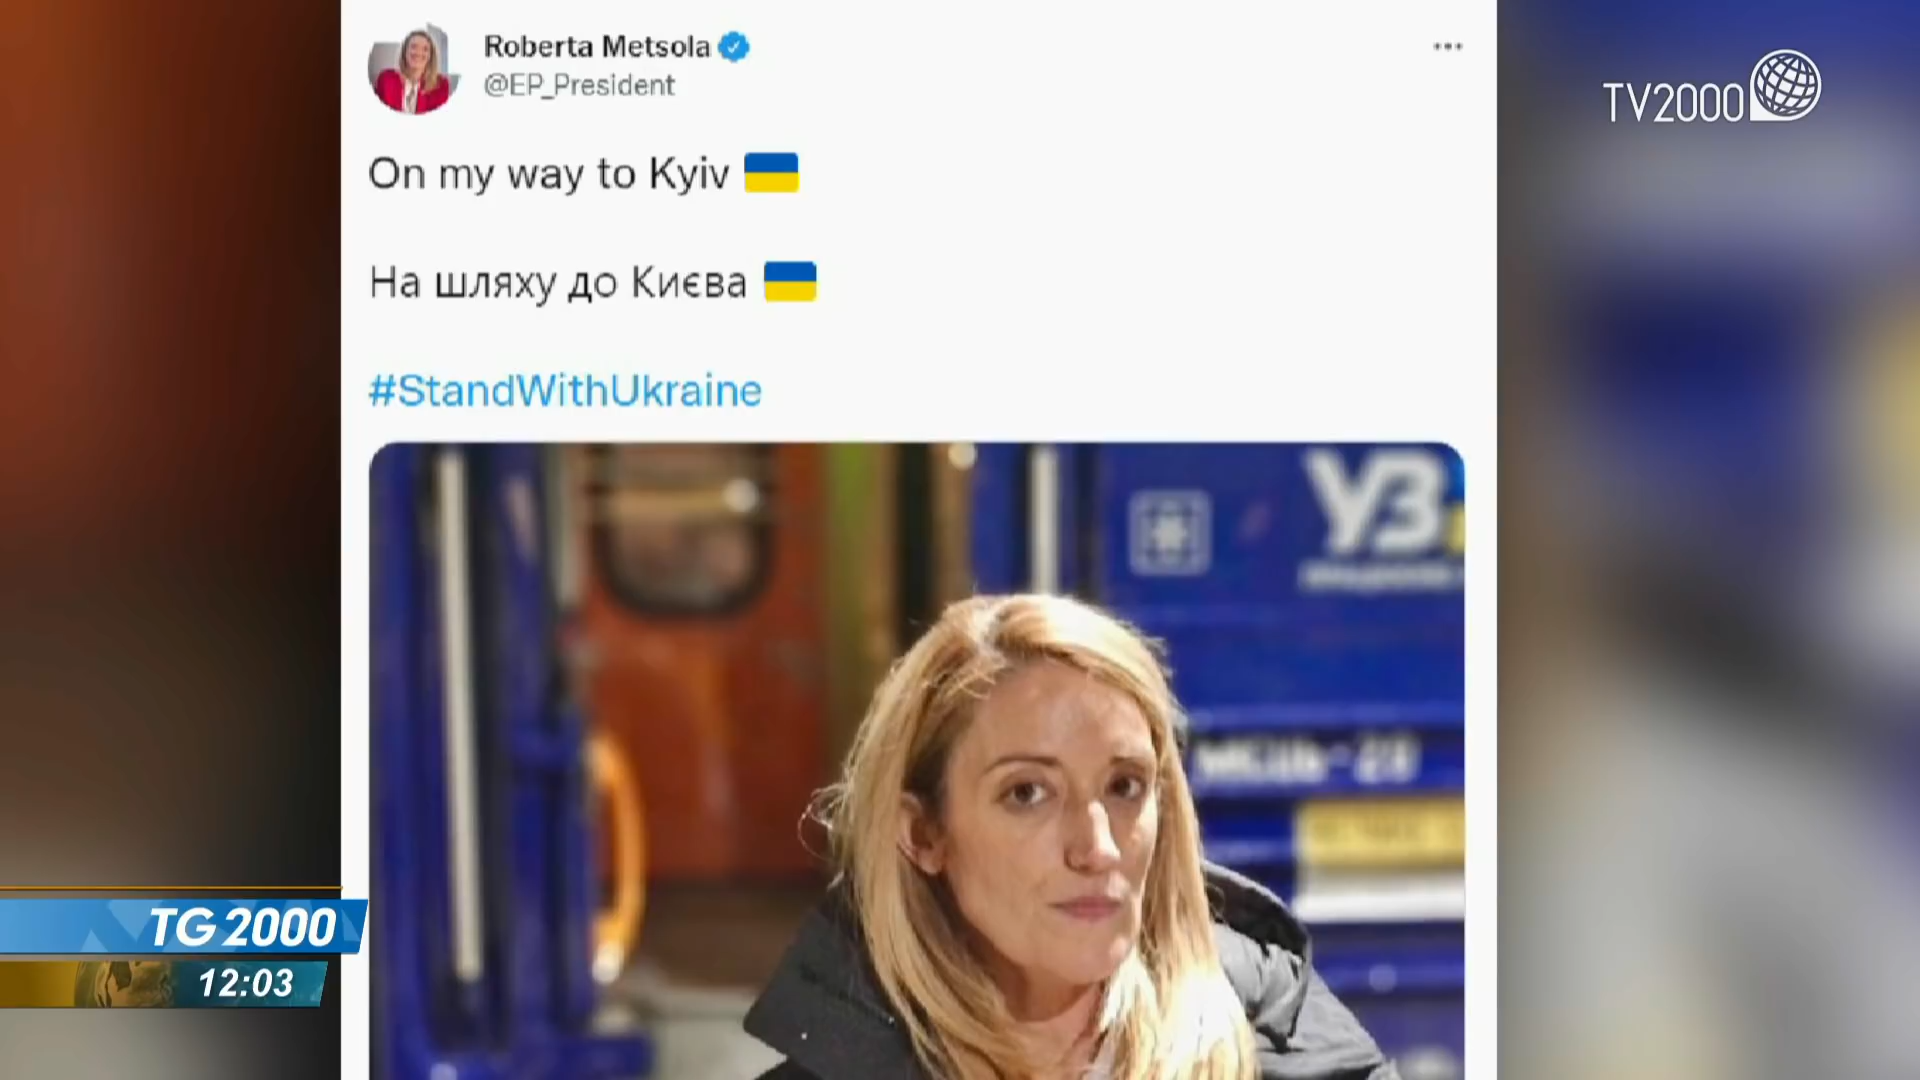 Roberta Metsola
@EP_President
TV2000
On my way to Kyiv 🇺🇦
На шляху до Києва 🇺🇦
#StandWithUkraine
УЗ
TG 2000
12:03